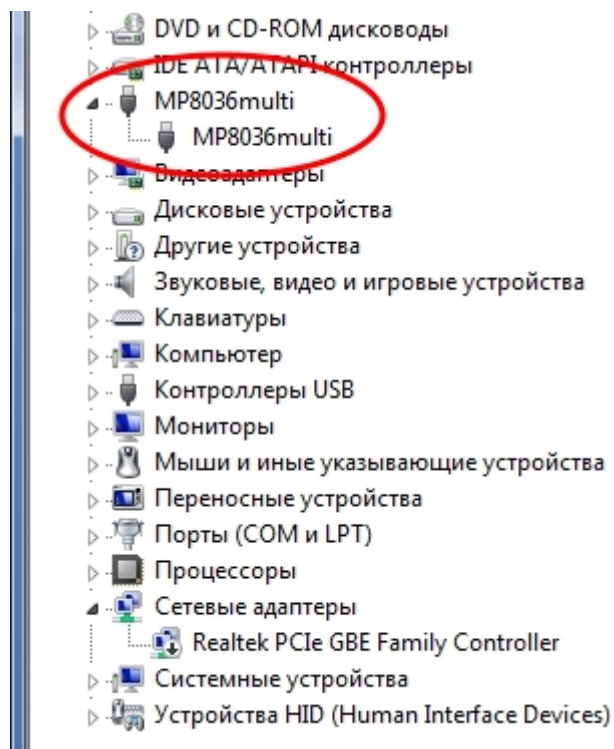 DVD и CD-ROM дисководы
IDE ATA/ATAPI контроллеры
MP8036multi
MP8036multi
Видеоадаптеры
Дисковые устройства
Другие устройства
Звуковые, видео и игровые устройства
Клавиатуры
Компьютер
Контроллеры USB
Мониторы
Мыши и иные указывающие устройства
Переносные устройства
Порты (COM и LPT)
Процессоры
Сетевые адаптеры
Realtek PCIe GBE Family Controller
Системные устройства
Устройства HID (Human Interface Devices)